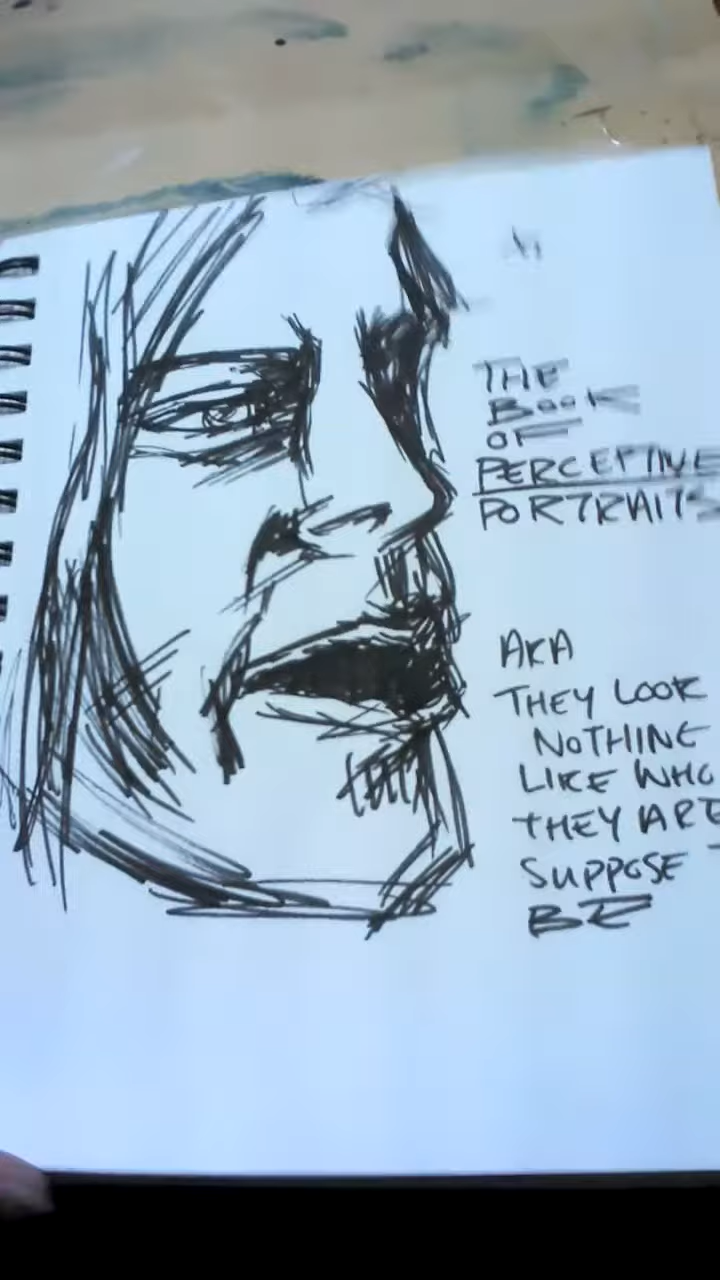 THE
BOOK
OF
PERCEPTIVE
PORTRAITS
AKA
THEY LOOK
NOTHING
LIKE WHO
THEY ARE
SUPPOSE
BE